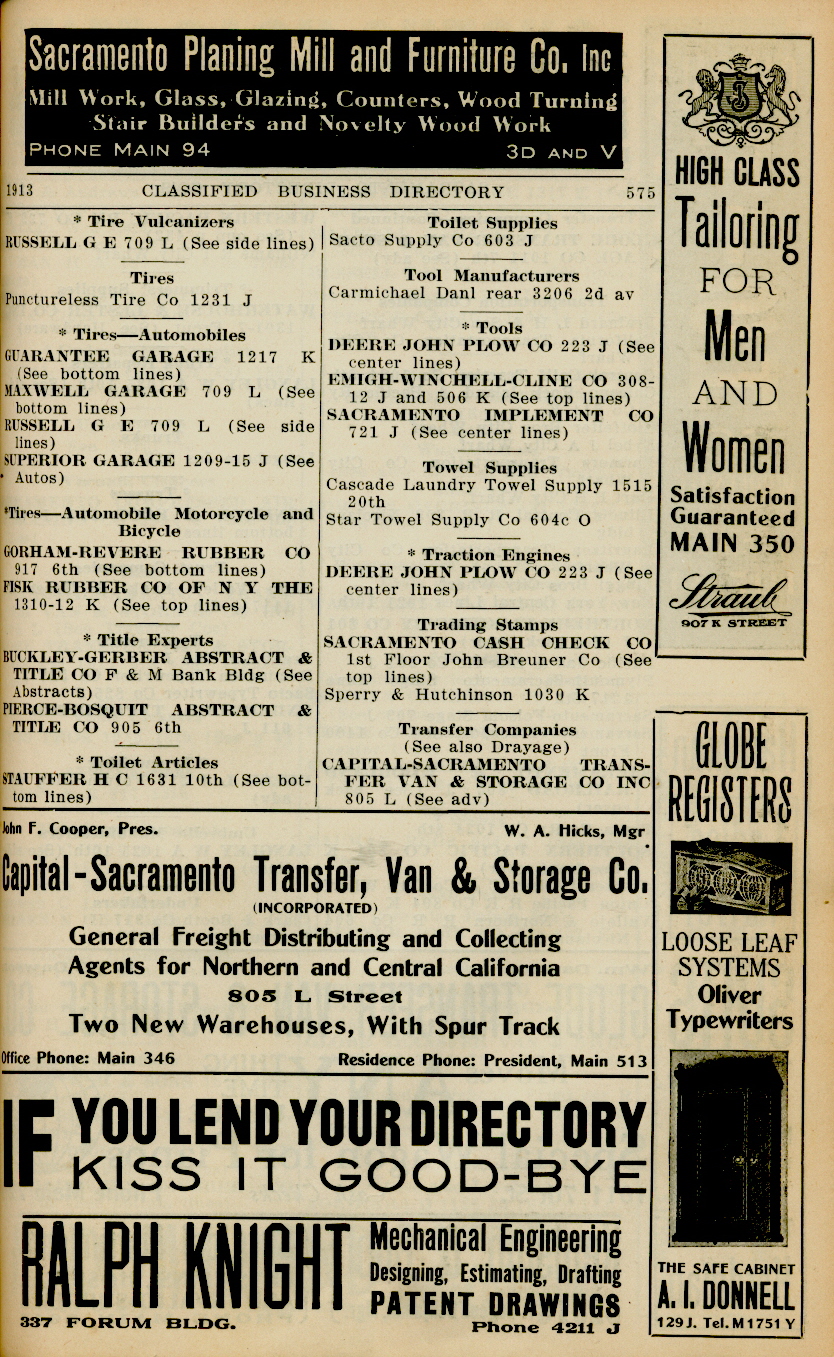 Sacramento Planing Mill and Furniture Co. Inc
Mill Work, Glass, Glazing, Counters, Wood Turning
Stair Builders and Novelty Wood Work
PHONE MAIN 94 3D AND V
1913 CLASSIFIED BUSINESS DIRECTORY 575
* Tire Vulcanizers
RUSSELL G E 709 L (See side lines)
Tires
Punctureless Tire Co 1231 J
* Tires—Automobiles
GUARANTEE GARAGE 1217 K
(See bottom lines)
MAXWELL GARAGE 709 L (See
bottom lines)
RUSSELL G E 709 L (See side
lines)
SUPERIOR GARAGE 1209-15 J (See
Autos)
*Tires—Automobile Motorcycle and
Bicycle
GORHAM-REVERE RUBBER CO
917 6th (See bottom lines)
FISK RUBBER CO OF N Y THE
1310-12 K (See top lines)
* Title Experts
BUCKLEY-GERBER ABSTRACT &
TITLE CO F & M Bank Bldg (See
Abstracts)
PIERCE-BOSQUIT ABSTRACT &
TITLE CO 905 6th
* Toilet Articles
STAUFFER H C 1631 10th (See bot-
tom lines)
Toilet Supplies
Sacto Supply Co 603 J
Tool Manufacturers
Carmichael Danl rear 3206 2d av
* Tools
DEERE JOHN PLOW CO 223 J (See
center lines)
EMIGH-WINCHELL-CLINE CO 308-
12 J and 506 K (See top lines)
SACRAMENTO IMPLEMENT CO
721 J (See center lines)
Towel Supplies
Cascade Laundry Towel Supply 1515
20th
Star Towel Supply Co 604c O
* Traction Engines
DEERE JOHN PLOW CO 223 J (See
center lines)
Trading Stamps
SACRAMENTO CASH CHECK CO
1st Floor John Breuner Co (See
top lines)
Sperry & Hutchinson 1030 K
Transfer Companies
(See also Drayage)
CAPITAL-SACRAMENTO TRANS-
FER VAN & STORAGE CO INC
805 L (See adv)
John F. Cooper, Pres. W. A. Hicks, Mgr
Capital-Sacramento Transfer, Van & Storage Co.
(INCORPORATED)
General Freight Distributing and Collecting
Agents for Northern and Central California
805 L Street
Two New Warehouses, With Spur Track
Office Phone: Main 346 Residence Phone: President, Main 513
IF YOU LEND YOUR DIRECTORY
KISS IT GOOD-BYE
RALPH KNIGHT
337 FORUM BLDG.
Mechanical Engineering
Designing, Estimating, Drafting
PATENT DRAWINGS
Phone 4211 J
HIGH CLASS
Tailoring
FOR
Men
AND
Women
Satisfaction
Guaranteed
MAIN 350
Straub
907 K STREET
GLOBE
REGISTERS
LOOSE LEAF
SYSTEMS
Oliver
Typewriters
THE SAFE CABINET
A. I. DONNELL
129 J. Tel. M 1751 Y